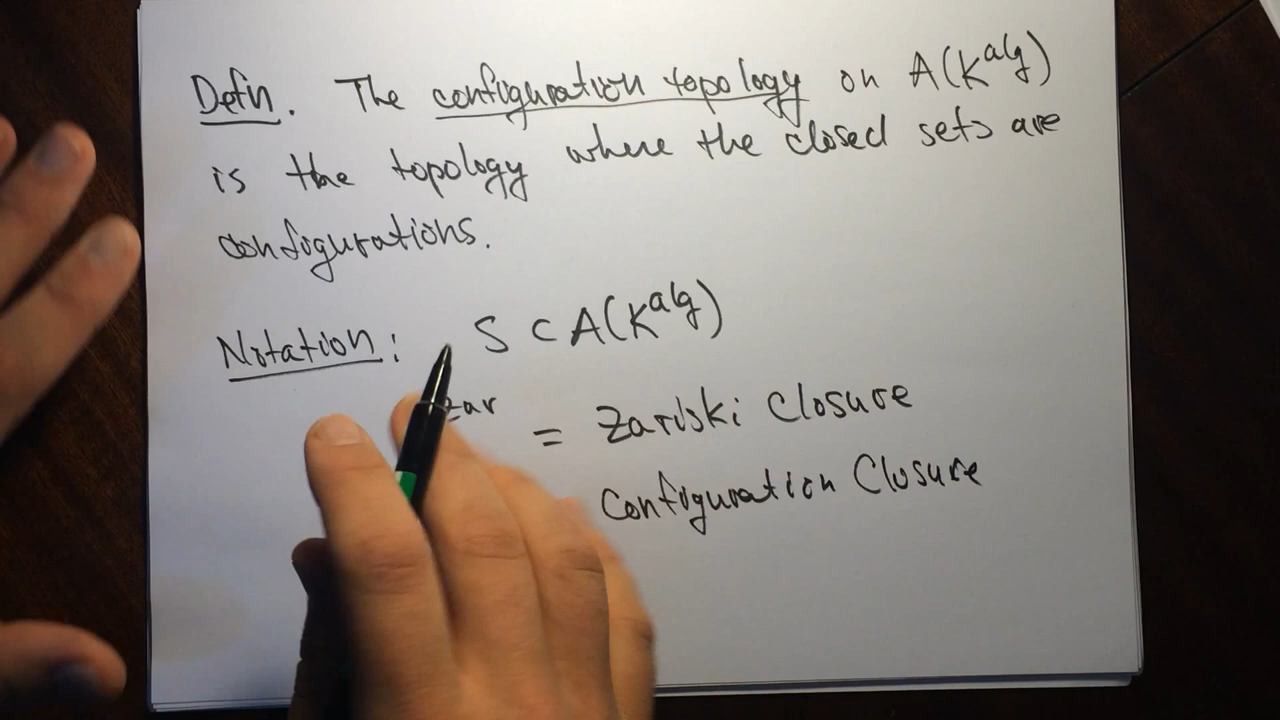 Defn. The configuration topology on A(K^alg)
is the topology where the closed sets are
configurations.
Notation: S ⊂ A(K^alg)
zar = Zariski Closure
Configuration Closure